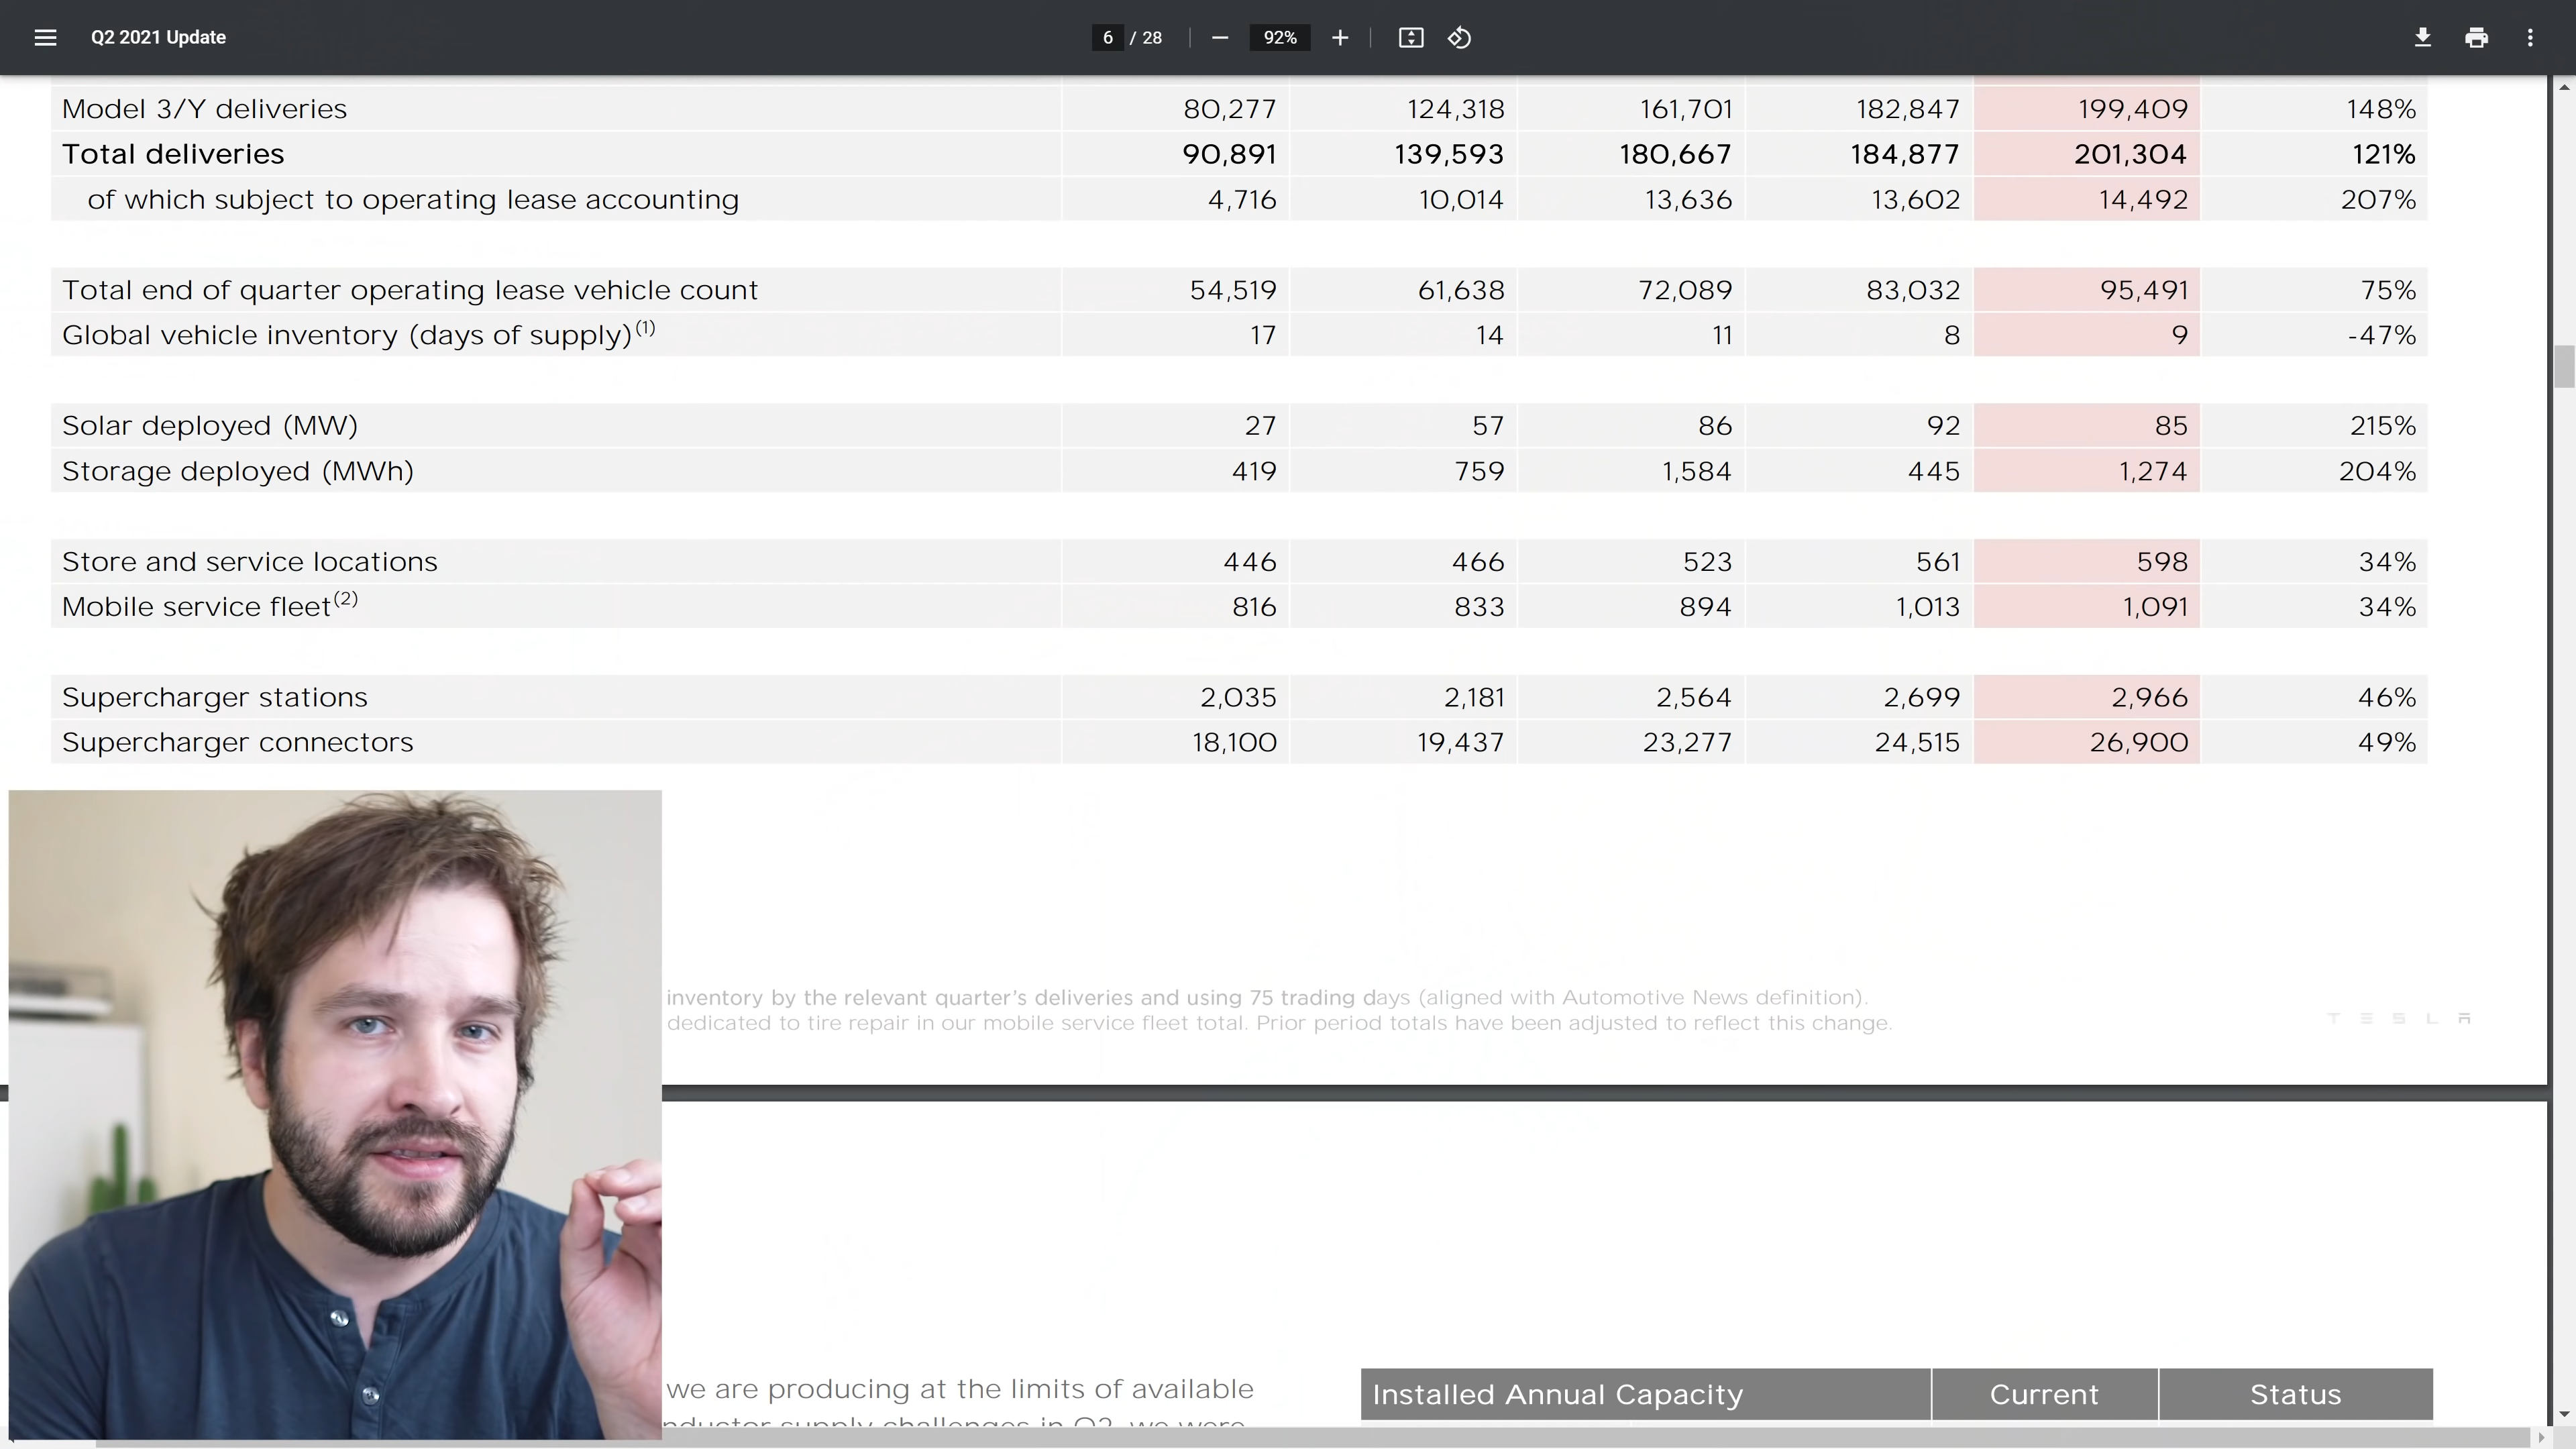 Q2 2021 Update 6 / 28 92%
Model 3/Y deliveries 80,277 124,318 161,701 182,847 199,409 148%
Total deliveries 90,891 139,593 180,667 184,877 201,304 121%
of which subject to operating lease accounting 4,716 10,014 13,636 13,602 14,492 207%
Total end of quarter operating lease vehicle count 54,519 61,638 72,089 83,032 95,491 75%
Global vehicle inventory (days of supply)(1) 17 14 11 8 9 -47%
Solar deployed (MW) 27 57 86 92 85 215%
Storage deployed (MWh) 419 759 1,584 445 1,274 204%
Store and service locations 446 466 523 561 598 34%
Mobile service fleet(2) 816 833 894 1,013 1,091 34%
Supercharger stations 2,035 2,181 2,564 2,699 2,966 46%
Supercharger connectors 18,100 19,437 23,277 24,515 26,900 49%
inventory by the relevant quarter's deliveries and using 75 trading days (aligned with Automotive News definition).
dedicated to tire repair in our mobile service fleet total. Prior period totals have been adjusted to reflect this change.
TESLA
we are producing at the limits of available
supply challenges in Q2, we were
Installed Annual Capacity Current Status